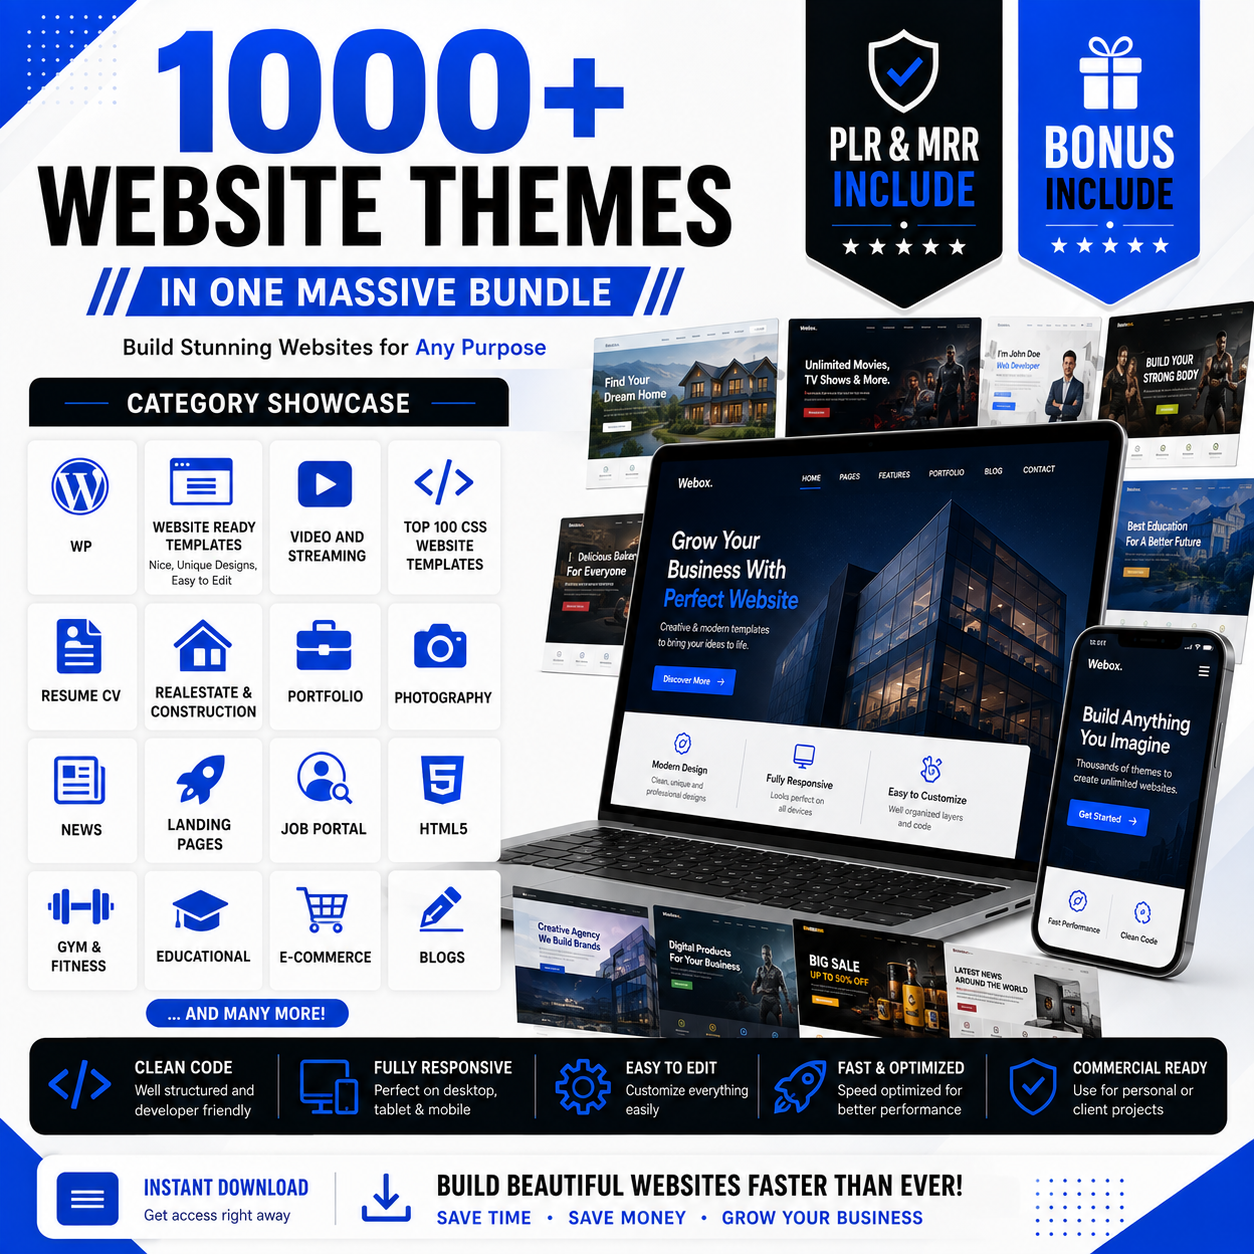 1000+
WEBSITE THEMES
IN ONE MASSIVE BUNDLE
Build Stunning Websites for Any Purpose
PLR & MRR
INCLUDE
BONUS
INCLUDE
CATEGORY SHOWCASE
WP
WEBSITE READY
TEMPLATES
Nice, Unique Designs,
Easy to Edit
VIDEO AND
STREAMING
TOP 100 CSS
WEBSITE
TEMPLATES
RESUME CV
REALESTATE &
CONSTRUCTION
PORTFOLIO
PHOTOGRAPHY
NEWS
LANDING
PAGES
JOB PORTAL
HTML5
GYM &
FITNESS
EDUCATIONAL
E-COMMERCE
BLOGS
... AND MANY MORE!
Find Your
Dream Home
Webox.
Unlimited Movies,
TV Shows & More.
I'm John Doe
Web Developer
BUILD YOUR
STRONG BODY
Delicious Baker
For Everyone
Best Education
For A Better Future
Webox.
HOME PAGES FEATURES PORTFOLIO BLOG CONTACT
Grow Your
Business With
Perfect Website
Creative & modern templates
to bring your ideas to life.
Discover More →
Modern Design
Clean, unique and
professional designs
Fully Responsive
Looks perfect on
all devices
Easy to Customize
Well organized layers
and code
Webox.
Build Anything
You Imagine
Thousands of themes to
create unlimited websites.
Get Started →
Fast Performance
Clean Code
Creative Agency
We Build Brands
Digital Products
For Your Business
BIG SALE
UP TO 50% OFF
LATEST NEWS
AROUND THE WORLD
CLEAN CODE
Well structured and
developer friendly
FULLY RESPONSIVE
Perfect on desktop,
tablet & mobile
EASY TO EDIT
Customize everything
easily
FAST & OPTIMIZED
Speed optimized for
better performance
COMMERCIAL READY
Use for personal or
client projects
INSTANT DOWNLOAD
Get access right away
BUILD BEAUTIFUL WEBSITES FASTER THAN EVER!
SAVE TIME • SAVE MONEY • GROW YOUR BUSINESS